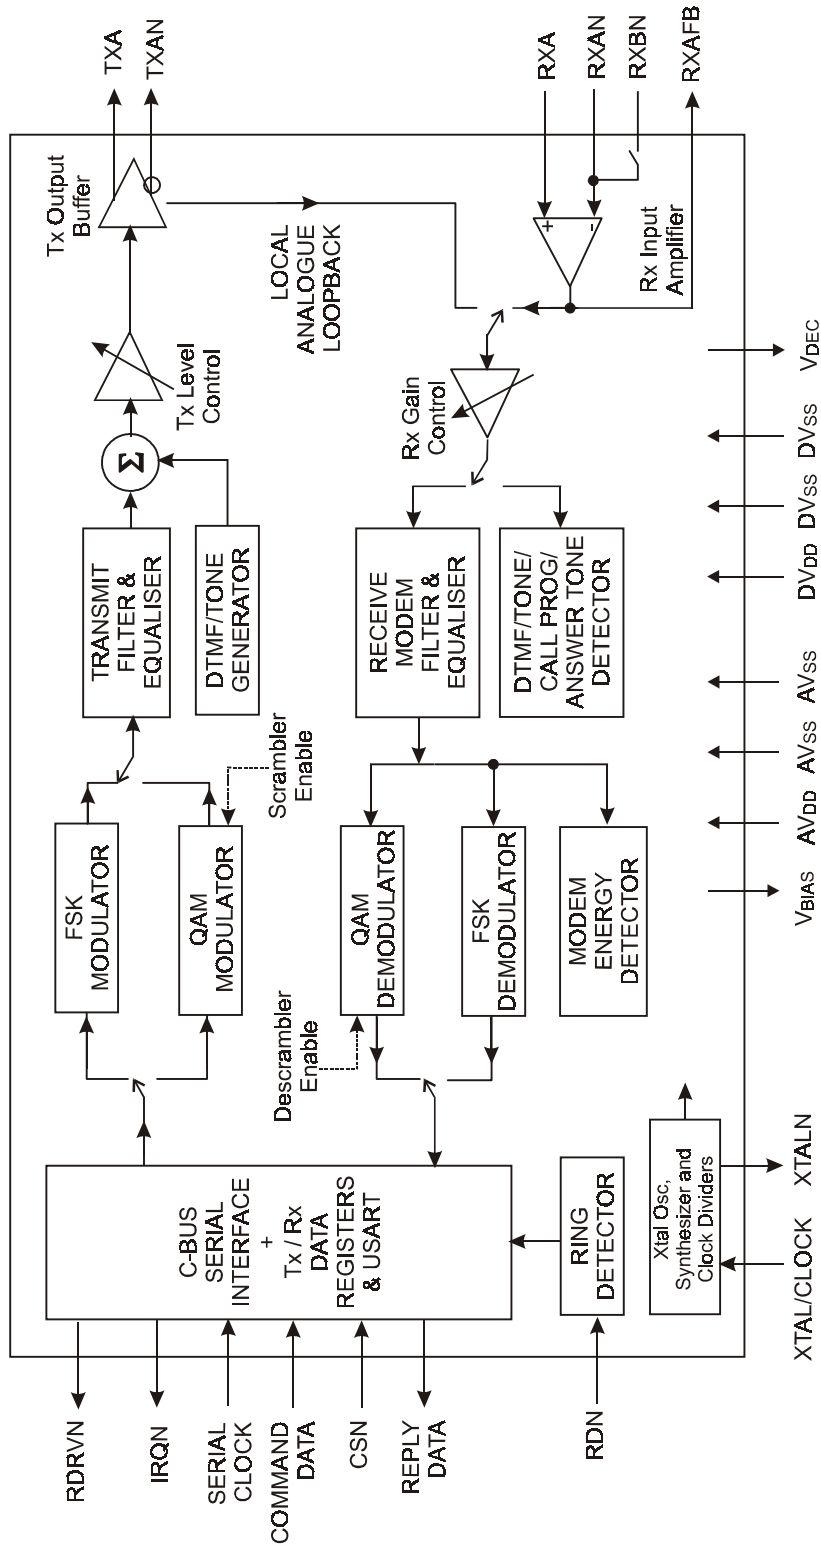 RDRVN
IRQN
SERIAL
CLOCK
COMMAND
DATA
CSN
REPLY
DATA
RDN
C-BUS
SERIAL
INTERFACE
+
Tx / Rx
DATA
REGISTERS
& USART
RING
DETECTOR
Xtal Osc,
Synthesizer and
Clock Dividers
FSK
MODULATOR
QAM
MODULATOR
Scrambler
Enable
Descrambler
Enable
QAM
DEMODULATOR
FSK
DEMODULATOR
MODEM
ENERGY
DETECTOR
TRANSMIT
FILTER &
EQUALISER
DTMF/TONE
GENERATOR
RECEIVE
MODEM
FILTER &
EQUALISER
DTMF/TONE/
CALL PROG/
ANSWER TONE
DETECTOR
Σ
Tx Level
Control
Rx Gain
Control
Tx Output
Buffer
LOCAL
ANALOGUE
LOOPBACK
+
-
Rx Input
Amplifier
TXA
TXAN
RXA
RXAN
RXBN
RXAFB
XTAL/CLOCK
XTALN
VBIAS
AVDD
AVSS
AVSS
DVDD
DVSS
DVSS
VDEC